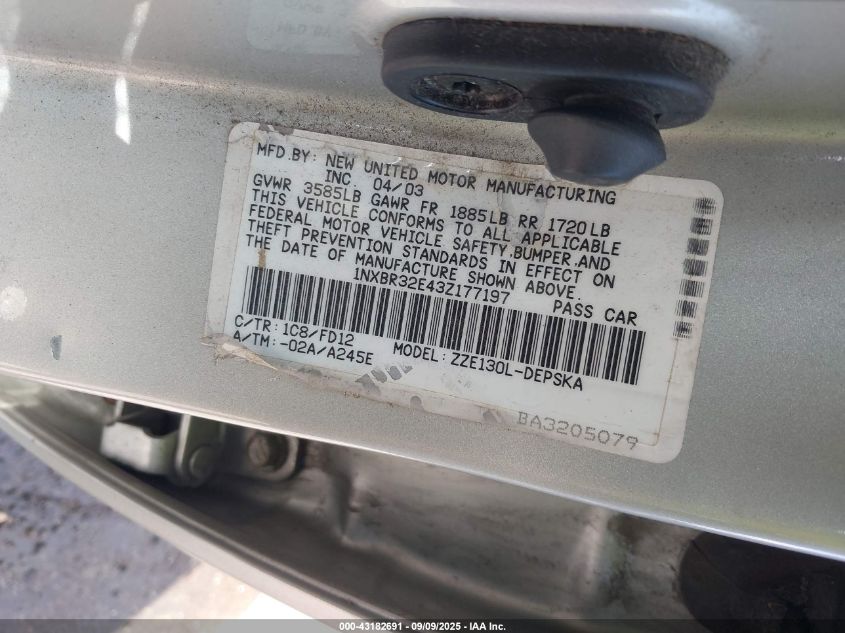 MFD.BY: NEW UNITED MOTOR MANUFACTURING
INC. 04/03
GVWR 3585LB GAWR FR 1885LB RR 1720LB
THIS VEHICLE CONFORMS TO ALL APPLICABLE
FEDERAL MOTOR VEHICLE SAFETY,BUMPER,AND
THEFT PREVENTION STANDARDS IN EFFECT ON
THE DATE OF MANUFACTURE SHOWN ABOVE.
1NXBR32E43Z177197 PASS CAR
C/TR: 1C8/FD12
A/TM: -02A/A245E MODEL: ZZE130L-DEPSKA
BA3205079
000-43182691 - 09/09/2025 - IAA Inc.